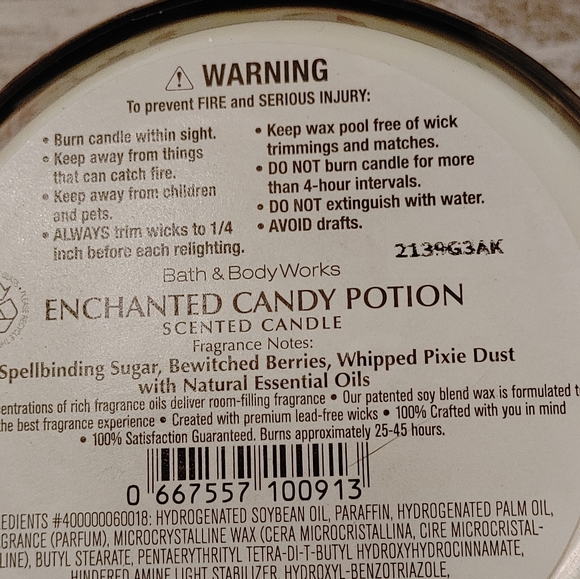 WARNING
To prevent FIRE and SERIOUS INJURY:
• Burn candle within sight.
• Keep away from things
that can catch fire.
• Keep away from children
and pets.
• ALWAYS trim wicks to 1/4
inch before each relighting.
• Keep wax pool free of wick
trimmings and matches.
• DO NOT burn candle for more
than 4-hour intervals.
• DO NOT extinguish with water.
• AVOID drafts.
2139G3AK
Bath & Body Works
ENCHANTED CANDY POTION
SCENTED CANDLE
Fragrance Notes:
Spellbinding Sugar, Bewitched Berries, Whipped Pixie Dust
with Natural Essential Oils
entrations of rich fragrance oils deliver room-filling fragrance • Our patented soy blend wax is formulated t
the best fragrance experience • Created with premium lead-free wicks • 100% Crafted with you in mind
• 100% Satisfaction Guaranteed. Burns approximately 25-45 hours.
0 667557 100913
EDIENTS #400000060018: HYDROGENATED SOYBEAN OIL, PARAFFIN, HYDROGENATED PALM OIL,
GRANCE (PARFUM), MICROCRYSTALLINE WAX (CERA MICROCRISTALLINA, CIRE MICROCRISTAL-
LINE), BUTYL STEARATE, PENTAERYTHRITYL TETRA-DI-T-BUTYL HYDROXYHYDROCINNAMATE,
HINDERED AMINE LIGHT STABILIZER, HYDROXYL-BENZOTRIAZOLE,